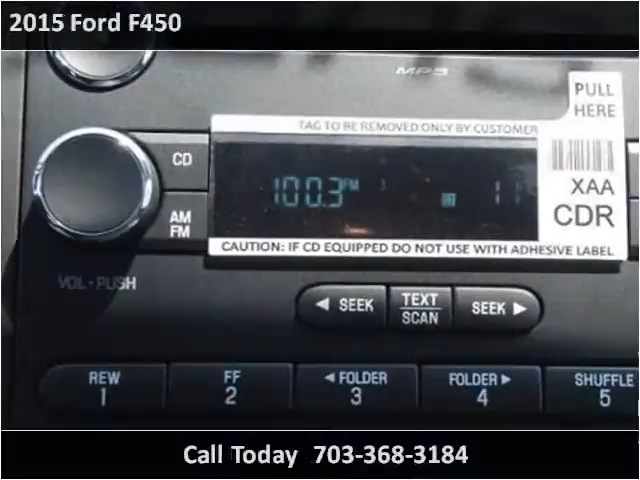 2015 Ford F450
MP3
PULL
HERE
TAG TO BE REMOVED ONLY BY CUSTOMER
CD
100.3 FM
XAA
CDR
AM
FM
CAUTION: IF CD EQUIPPED DO NOT USE WITH ADHESIVE LABEL
VOL • PUSH
◄ SEEK
TEXT
SCAN
SEEK ►
REW
1
FF
2
◄ FOLDER
3
FOLDER ►
4
SHUFFLE
5
Call Today 703-368-3184